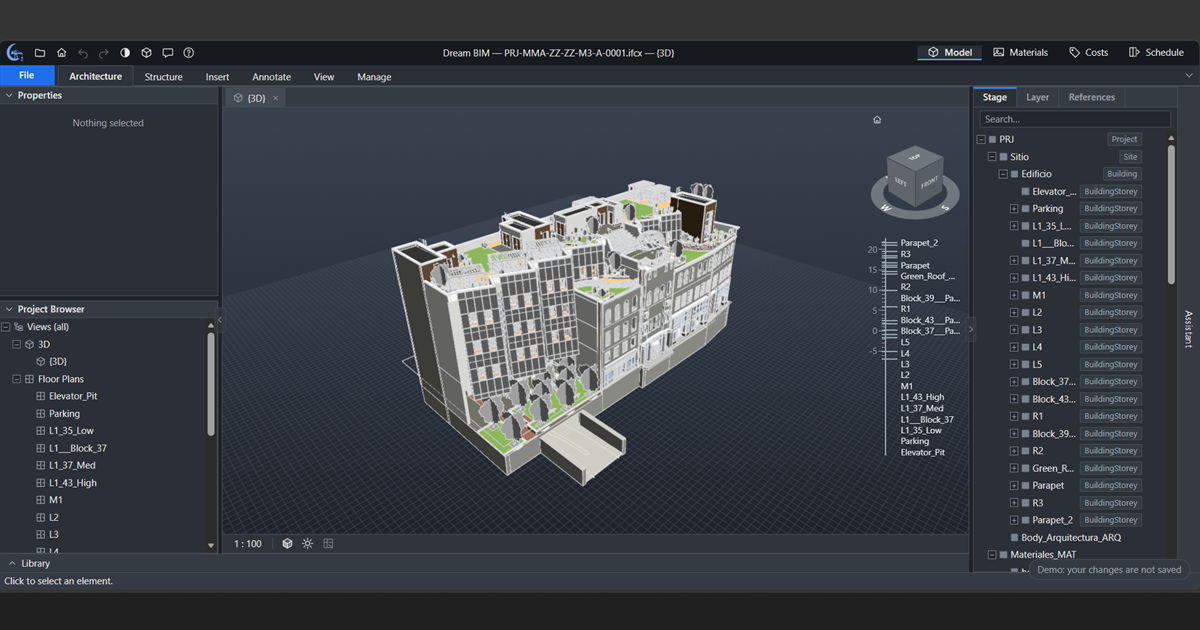 Dream BIM — PRJ-MMA-ZZ-ZZ-M3-A-0001.ifcx — {3D}
Model
Materials
Costs
Schedule
File
Architecture
Structure
Insert
Annotate
View
Manage
Properties
Nothing selected
Project Browser
Views (all)
3D
{3D}
Floor Plans
Elevator_Pit
Parking
L1_35_Low
L1___Block_37
L1_37_Med
L1_43_High
M1
L2
L3
L4
{3D}
TOP
LEFT
FRONT
W
S
20
15
10
5
0
-5
Parapet_2
R3
Parapet
Green_Roof_...
R2
Block_39__Pa...
R1
Block_43__Pa...
Block_37__Pa...
L5
L4
L3
L2
M1
L1_43_High
L1_37_Med
L1___Block_37
L1_35_Low
Parking
Elevator_Pit
1 : 100
Stage
Layer
References
Search...
PRJ Project
Sitio Site
Edificio Building
Elevator_... BuildingStorey
Parking BuildingStorey
L1_35_L... BuildingStorey
L1___Blo... BuildingStorey
L1_37_M... BuildingStorey
L1_43_Hi... BuildingStorey
M1 BuildingStorey
L2 BuildingStorey
L3 BuildingStorey
L4 BuildingStorey
L5 BuildingStorey
Block_37... BuildingStorey
Block_43... BuildingStorey
R1 BuildingStorey
Block_39... BuildingStorey
R2 BuildingStorey
Green_R... BuildingStorey
Parapet BuildingStorey
R3 BuildingStorey
Parapet_2 BuildingStorey
Body_Arquitectura_ARQ
Materiales_MAT
Demo: your changes are not saved
Assistant
Library
Click to select an element.